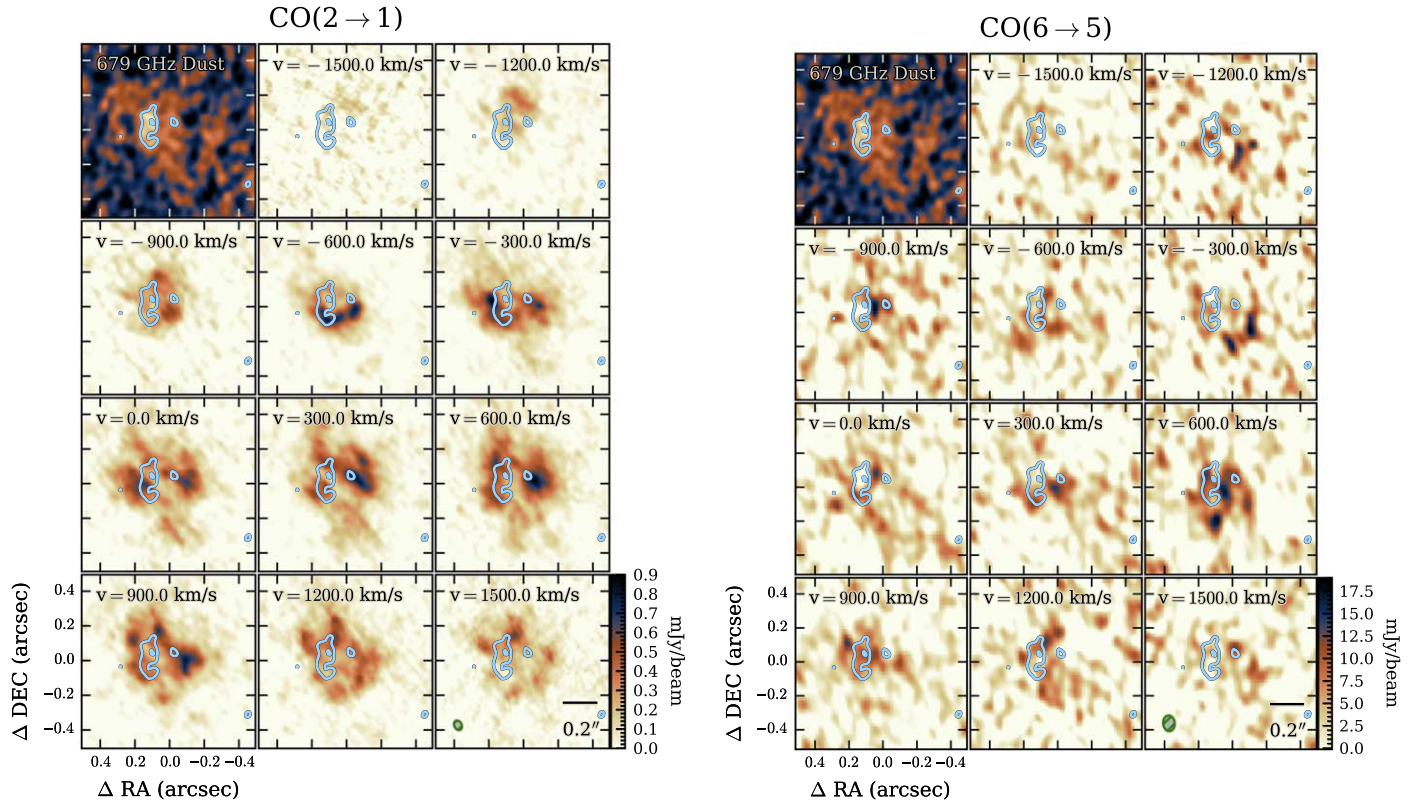 CO(2 → 1)
679 GHz Dust
v = −1500.0 km/s
v = −1200.0 km/s
v = −900.0 km/s
v = −600.0 km/s
v = −300.0 km/s
v = 0.0 km/s
v = 300.0 km/s
v = 600.0 km/s
v = 900.0 km/s
v = 1200.0 km/s
v = 1500.0 km/s
0.2″
0.4
0.2
0.0
−0.2
−0.4
Δ DEC (arcsec)
0.4 0.2 0.0 −0.2 −0.4
Δ RA (arcsec)
0.9
0.8
0.7
0.6
0.5
0.4
0.3
0.2
0.1
0.0
mJy/beam
CO(6 → 5)
679 GHz Dust
v = −1500.0 km/s
v = −1200.0 km/s
v = −900.0 km/s
v = −600.0 km/s
v = −300.0 km/s
v = 0.0 km/s
v = 300.0 km/s
v = 600.0 km/s
v = 900.0 km/s
v = 1200.0 km/s
v = 1500.0 km/s
0.2″
0.4
0.2
0.0
−0.2
−0.4
Δ DEC (arcsec)
0.4 0.2 0.0 −0.2 −0.4
Δ RA (arcsec)
17.5
15.0
12.5
10.0
7.5
5.0
2.5
0.0
mJy/beam